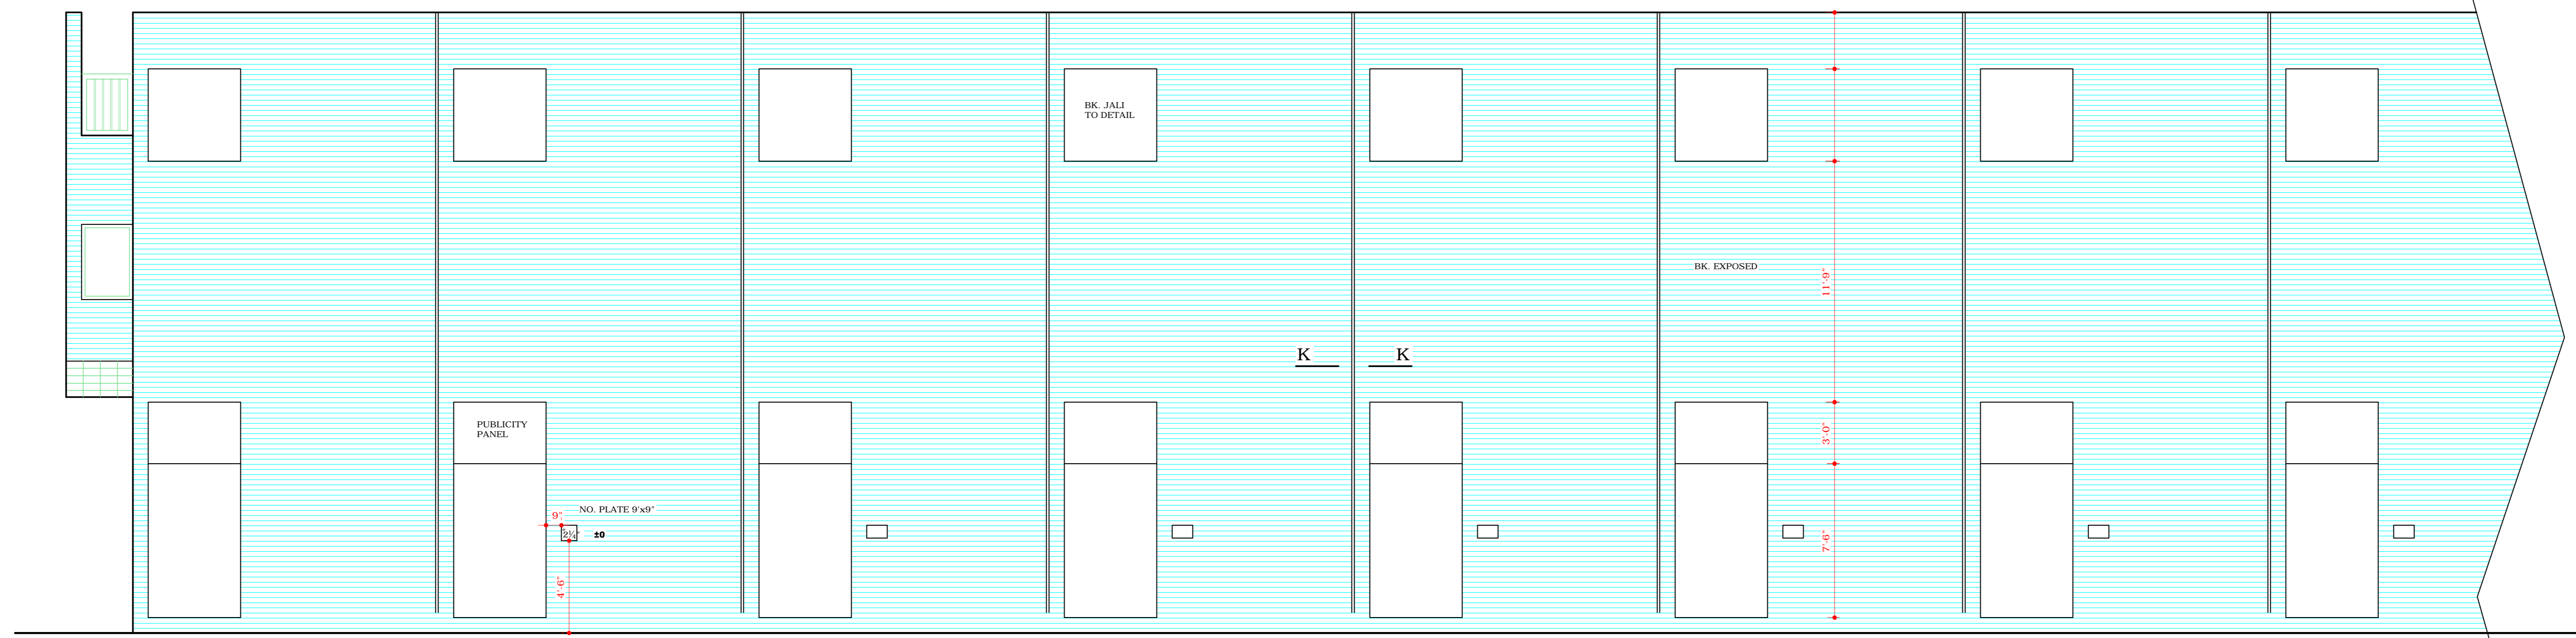 BK. JALI
TO DETAIL
BK. EXPOSED
11'-9"
K
K
3'-0"
PUBLICITY
PANEL
NO. PLATE 9'x9"
9"
2¼"
±0
7'-6"
4'-6"